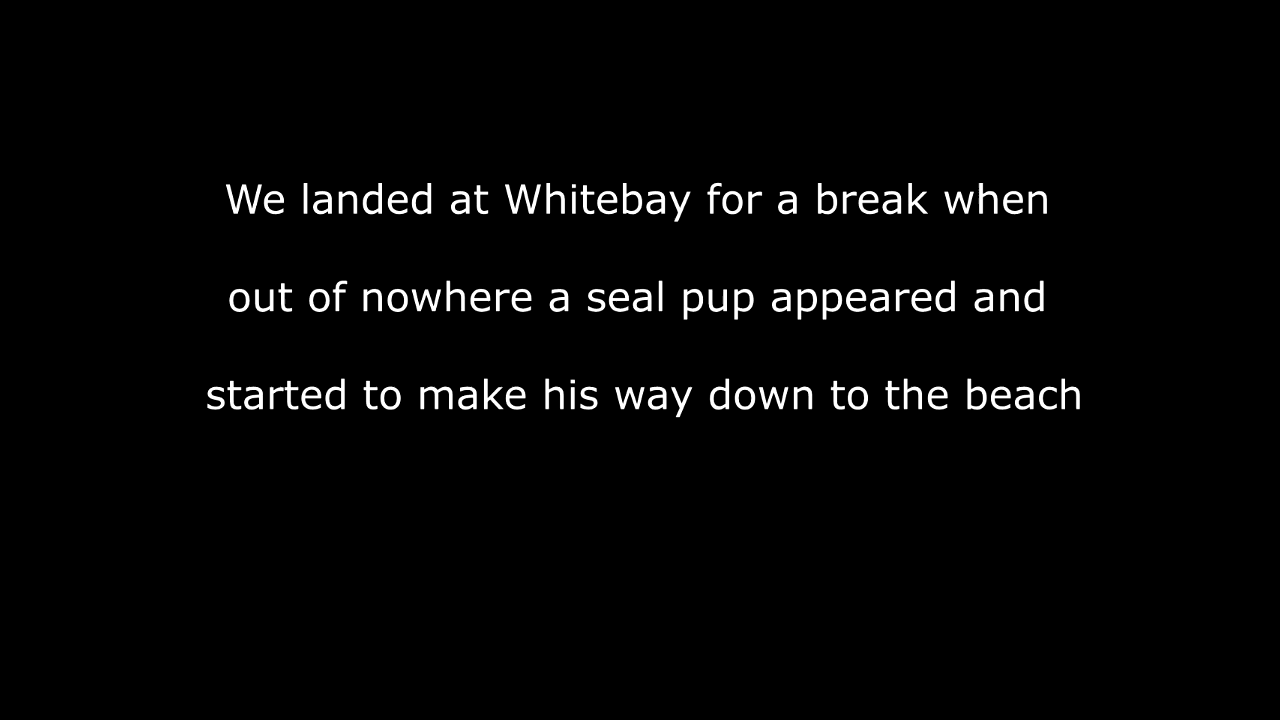 We landed at Whitebay for a break when
out of nowhere a seal pup appeared and
started to make his way down to the beach